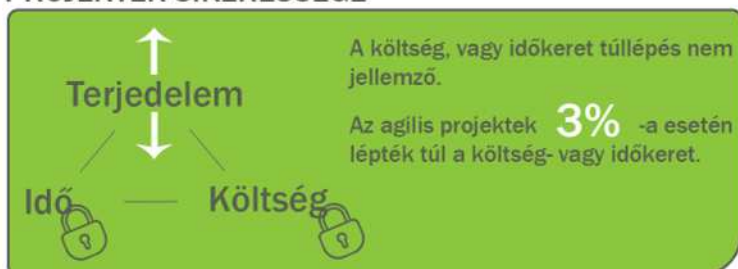 Terjedelem
Idő
Költség
A költség, vagy időkeret túllépés nem
jellemző.
Az agilis projektek 3% -a esetén
lépték túl a költség- vagy időkeret.